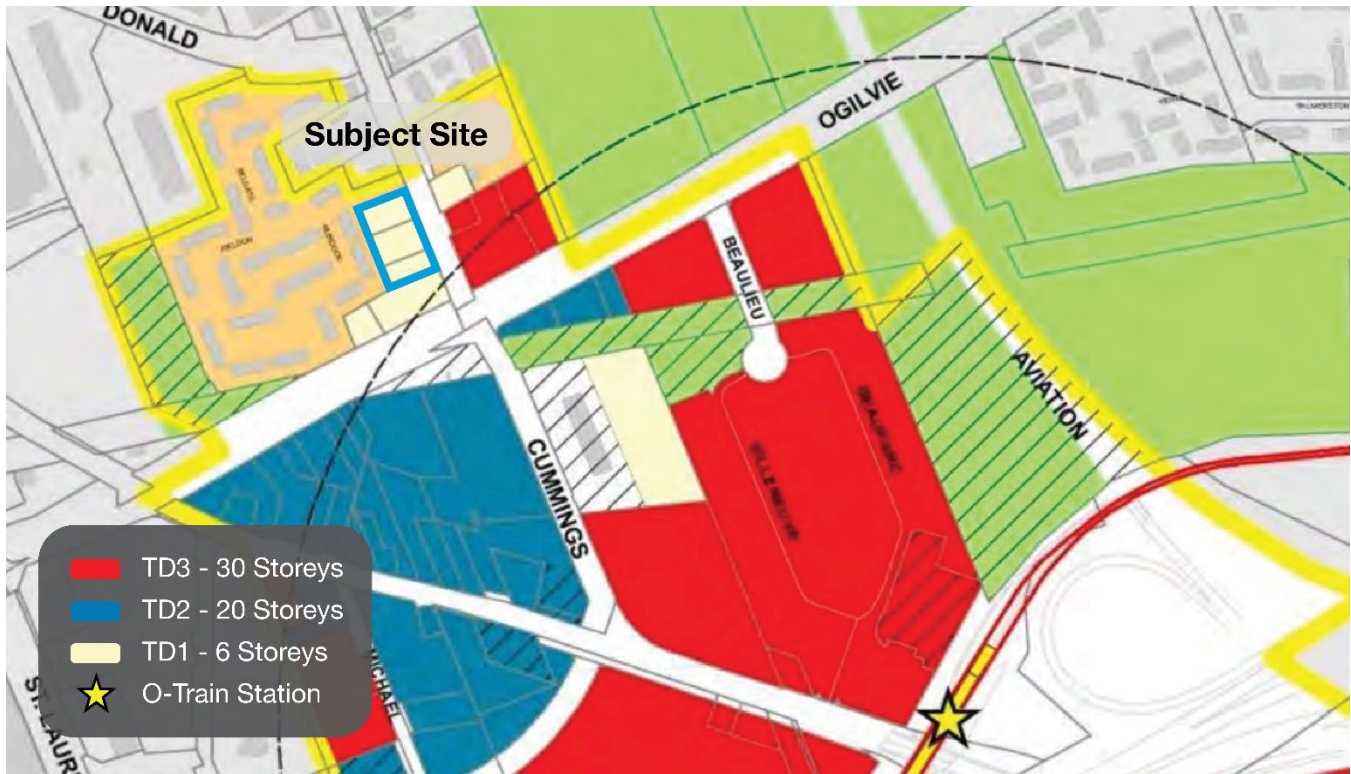 DONALD
OGILVIE
Subject Site
BEAULIEU
AVIATION
CUMMINGS
VILLENEUVE
TD3 - 30 Storeys
TD2 - 20 Storeys
TD1 - 6 Storeys
O-Train Station
MICHAEL
ST. LAUR